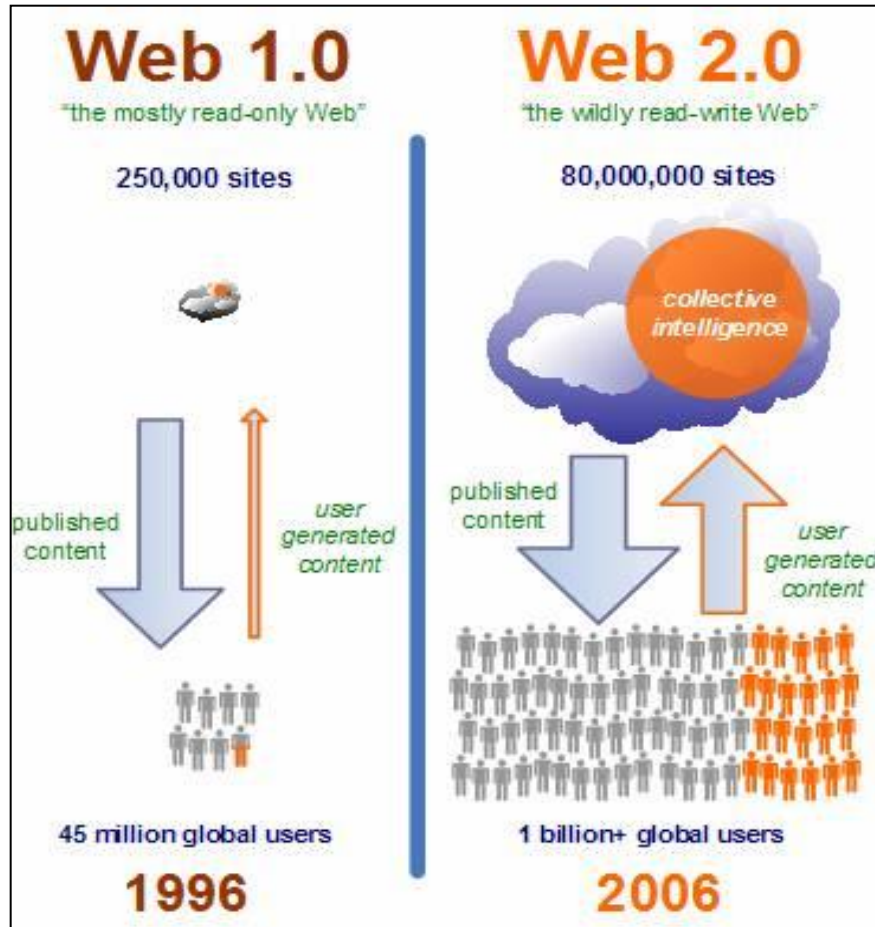 Web 1.0
"the mostly read-only Web"
250,000 sites
published
content
user
generated
content
45 million global users
1996
Web 2.0
"the wildly read-write Web"
80,000,000 sites
collective
intelligence
published
content
user
generated
content
1 billion+ global users
2006